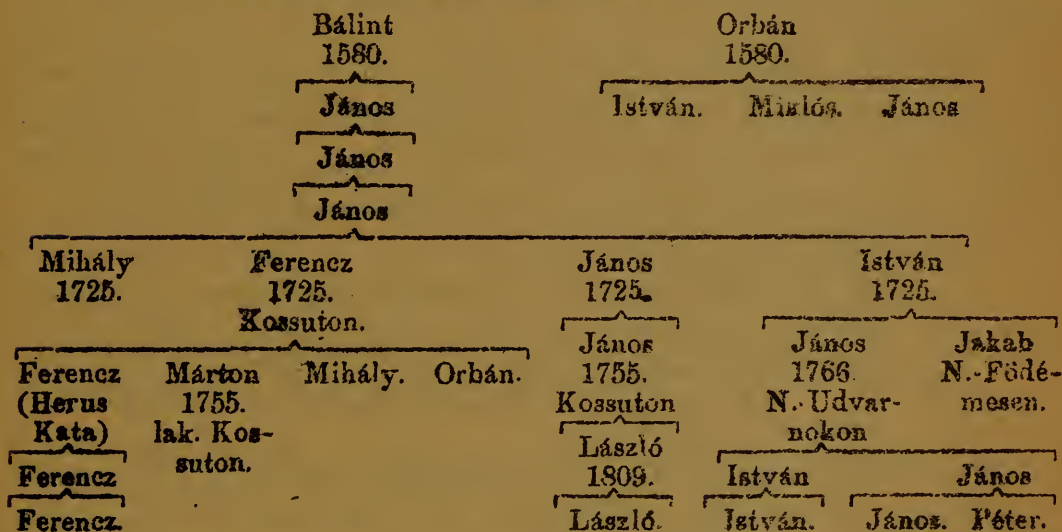 Bálint Orbán
1580. 1580.
János István. Miklós. János
János
János
Mihály Ferencz János István
1725. 1725. 1725. 1725.
Kossuton.
János János Jakab
Ferencz Márton Mihály. Orbán. 1755. 1766. N.-Födé-
(Herus 1755. Kossuton N.-Udvar- mesen.
Kata) lak. Kos- nokon
suton. László
Ferencz 1809. István János
Ferencz. László. István. János. Péter.